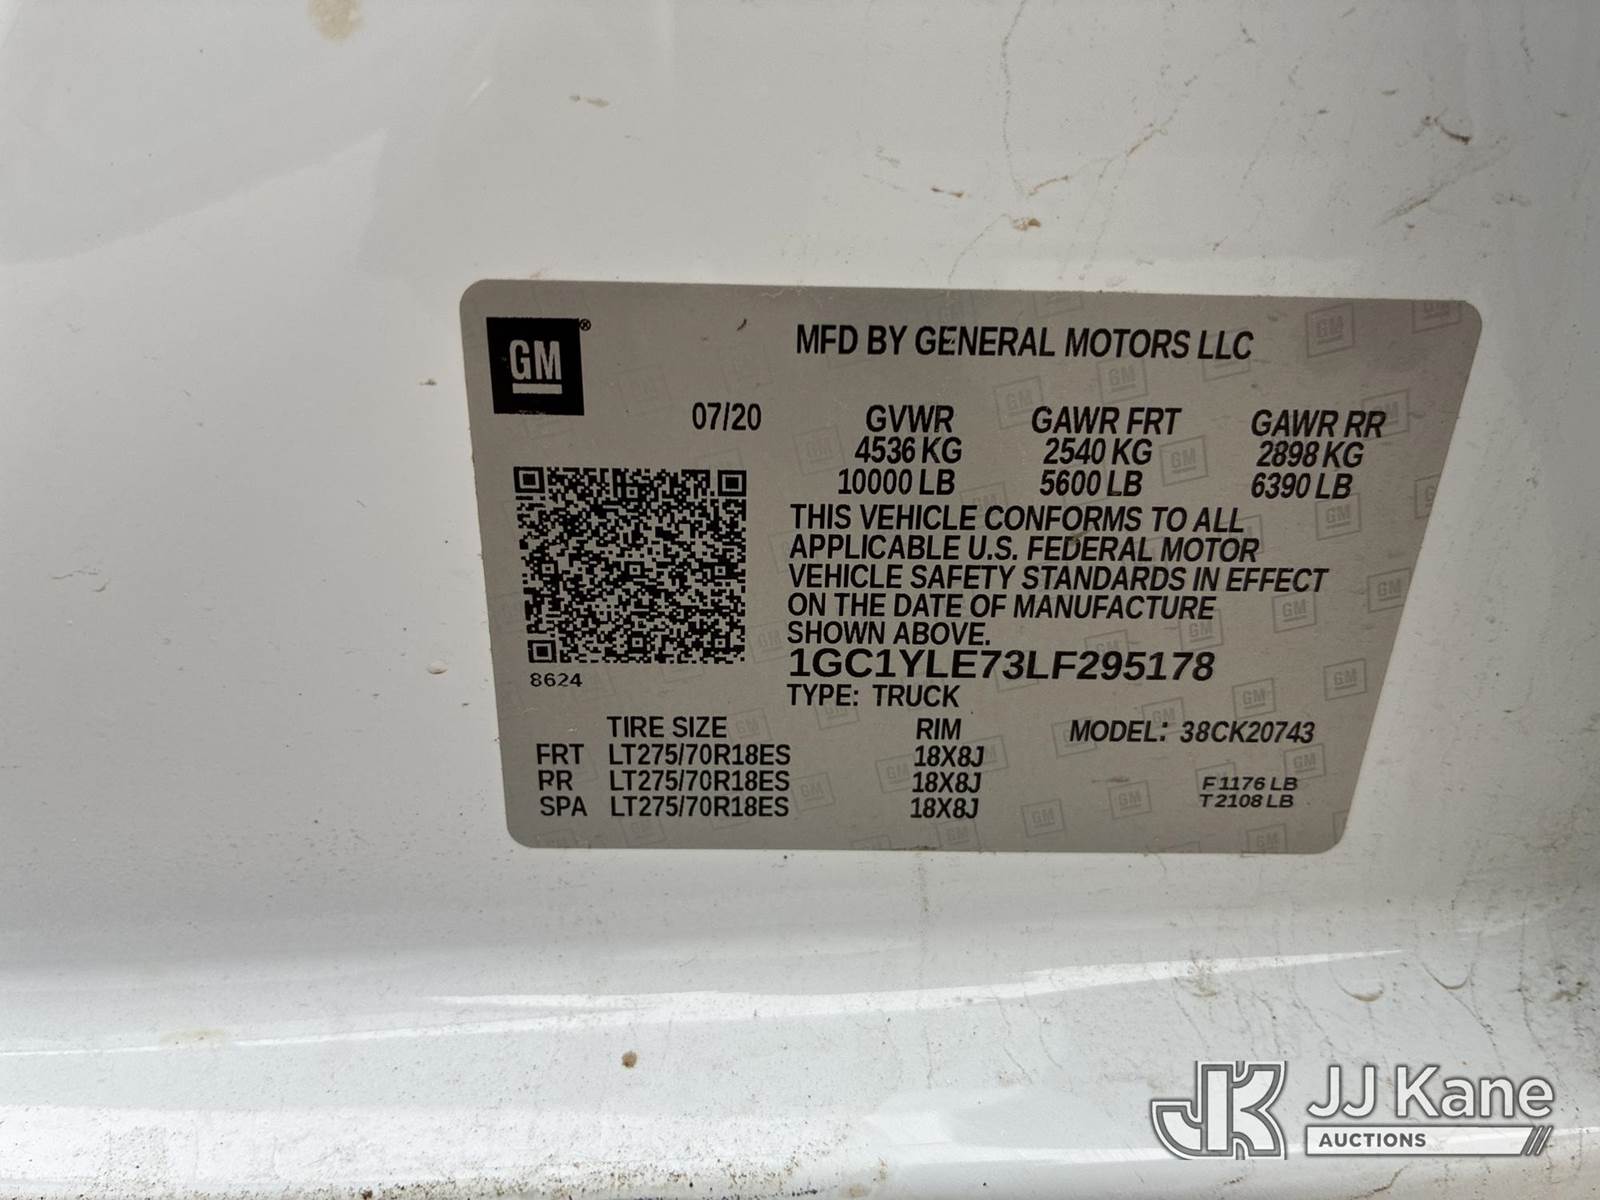 GM®
MFD BY GENERAL MOTORS LLC
07/20 GVWR GAWR FRT GAWR RR
4536 KG 2540 KG 2898 KG
10000 LB 5600 LB 6390 LB
THIS VEHICLE CONFORMS TO ALL
APPLICABLE U.S. FEDERAL MOTOR
VEHICLE SAFETY STANDARDS IN EFFECT
ON THE DATE OF MANUFACTURE
SHOWN ABOVE.
1GC1YLE73LF295178
8624
TYPE: TRUCK
TIRE SIZE RIM MODEL: 38CK20743
FRT LT275/70R18ES 18X8J
RR LT275/70R18ES 18X8J F1176 LB
SPA LT275/70R18ES 18X8J T2108 LB
JK JJ Kane
AUCTIONS